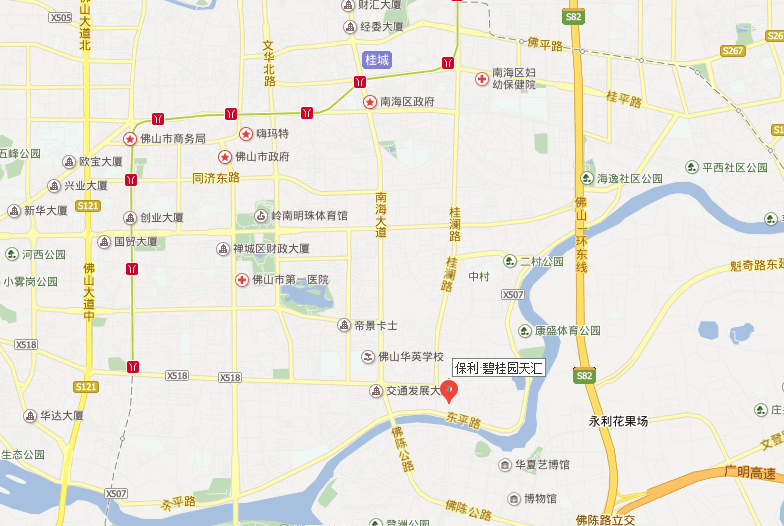 财汇大厦
X505
佛山大道北
S82
经委大厦
佛平路
S26
文华北路
桂城
S267
南海区妇
幼保健院
桂平路
南海区政府
佛山市商务局
嗨玛特
五峰公园
欧宝大厦
佛山市政府
平西社区公园
兴业大厦
同济东路
海逸社区公园
新华大厦
S121
南海大道
桂澜路
佛山一环东线
创业大厦
岭南明珠体育馆
国贸大厦
禅城区财政大厦
河西公园
桂澜路
二村公园
魁奇路东延
小雾岗公园
佛山大道中
佛山市第一医院
中村
X507
帝景卡士
康盛体育公园
X518
佛山华英学校
保利·碧桂园天汇
X518
X518
S82
S121
交通发展大
华达大厦
东平路
永利花果场
佛陈公路
文登
生态公园
华夏艺博馆
广明高速
X507
东平路
博物馆
佛陈公路
佛陈路立交